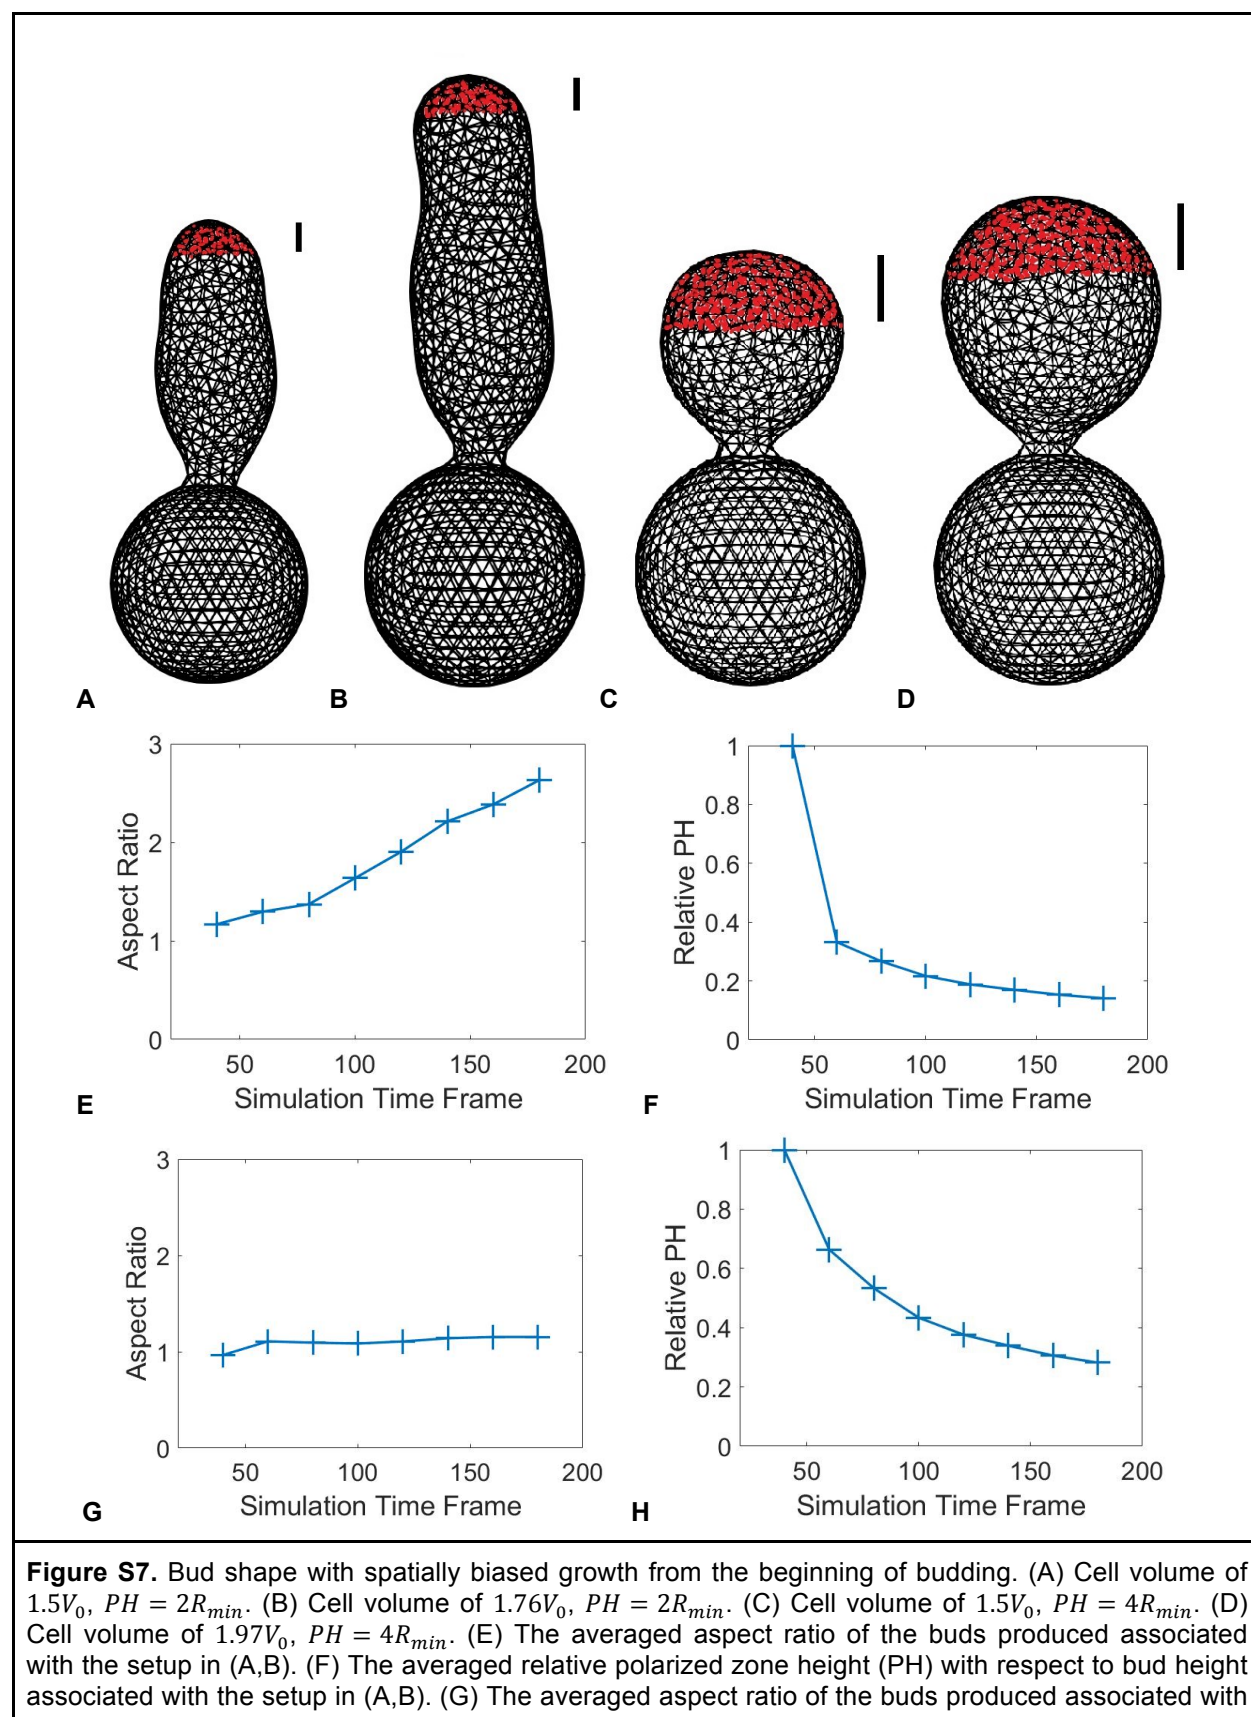 A
B
C
D
3
2
1
0
Aspect Ratio
50
100
150
200
Simulation Time Frame
E
1
0.8
0.6
0.4
0.2
0
Relative PH
50
100
150
200
Simulation Time Frame
F
3
2
1
0
Aspect Ratio
50
100
150
200
Simulation Time Frame
G
1
0.8
0.6
0.4
0.2
0
Relative PH
50
100
150
200
Simulation Time Frame
H
Figure S7. Bud shape with spatially biased growth from the beginning of budding. (A) Cell volume of
1.5V₀, PH = 2Rₘᵢₙ. (B) Cell volume of 1.76V₀, PH = 2Rₘᵢₙ. (C) Cell volume of 1.5V₀, PH = 4Rₘᵢₙ. (D)
Cell volume of 1.97V₀, PH = 4Rₘᵢₙ. (E) The averaged aspect ratio of the buds produced associated
with the setup in (A,B). (F) The averaged relative polarized zone height (PH) with respect to bud height
associated with the setup in (A,B). (G) The averaged aspect ratio of the buds produced associated with